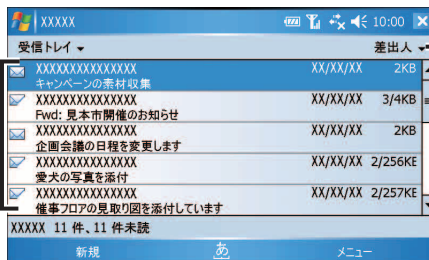 XXXXX 10:00
受信トレイ 差出人
XXXXXXXXXXXXXXX XX/XX/XX 2KB
キャンペーンの素材収集
XXXXXXXXXXXXXXX XX/XX/XX 3/4KB
Fwd: 見本市開催のお知らせ
XXXXXXXXXXXXXXX XX/XX/XX 2KB
企画会議の日程を変更します
XXXXXXXXXXXXXXX XX/XX/XX 2/256KE
愛犬の写真を添付
XXXXXXXXXXXXXXX XX/XX/XX 2/257KE
催事フロアの見取り図を添付しています
XXXXX 11 件、11 件未読
新規 あ メニュー